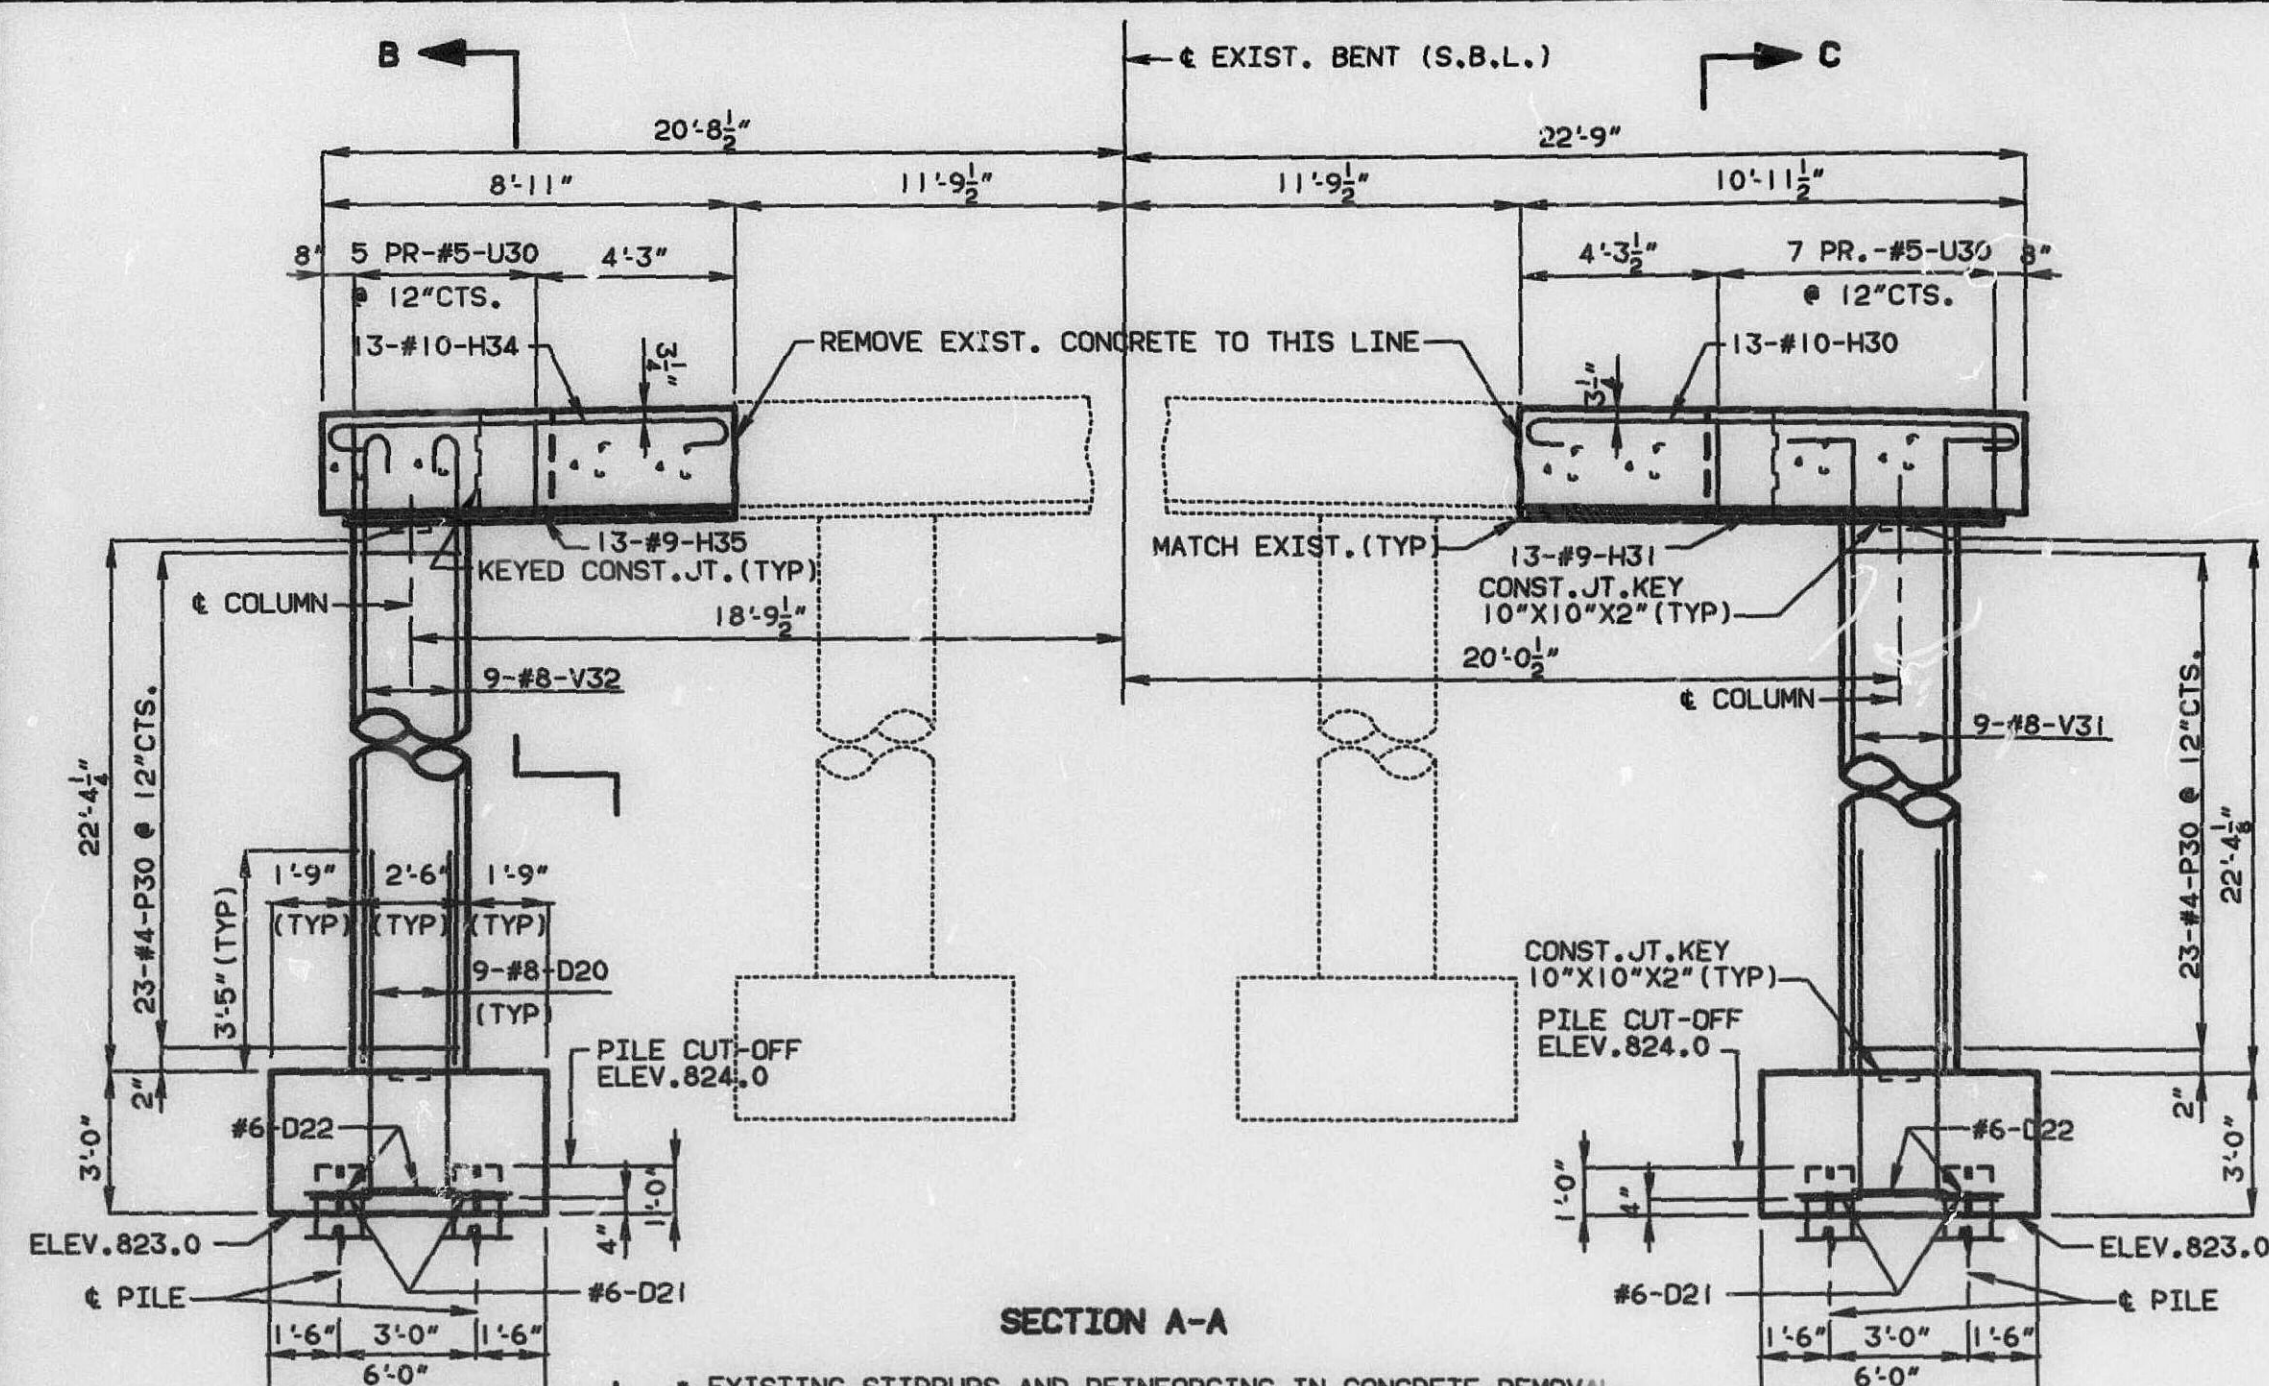 B
℄ EXIST. BENT (S.B.L.)
C
20'-8½"
22'-9"
8'-11"
11'-9½"
11'-9½"
10'-11½"
8"
5 PR-#5-U30
@ 12"CTS.
4'-3"
4'-3½"
7 PR.-#5-U30
@ 12"CTS.
8"
13-#10-H34
3¼"
REMOVE EXIST. CONCRETE TO THIS LINE
3¼"
13-#10-H30
13-#9-H35
KEYED CONST.JT.(TYP)
MATCH EXIST.(TYP)
13-#9-H31
CONST.JT.KEY
10"X10"X2"(TYP)
℄ COLUMN
18'-9½"
20'-0½"
9-#8-V32
℄ COLUMN
9-#8-V31
22'-4¼"
23-#4-P30 @ 12"CTS.
23-#4-P30 @ 12"CTS.
22'-4⅛"
3'-5"(TYP)
1'-9"
(TYP)
2'-6"
(TYP)
1'-9"
(TYP)
9-#8-D20
(TYP)
CONST.JT.KEY
10"X10"X2"(TYP)
PILE CUT-OFF
ELEV.824.0
PILE CUT-OFF
ELEV.824.0
2"
2"
3'-0"
3'-0"
#6-D22
#6-D22
4"
1'-0"
1'-0"
4"
ELEV.823.0
ELEV.823.0
℄ PILE
#6-D21
#6-D21
℄ PILE
SECTION A-A
1'-6"
3'-0"
1'-6"
1'-6"
3'-0"
1'-6"
6'-0"
6'-0"
EXISTING STIRRUPS AND REINFORCING IN CONCRETE REMOVAL